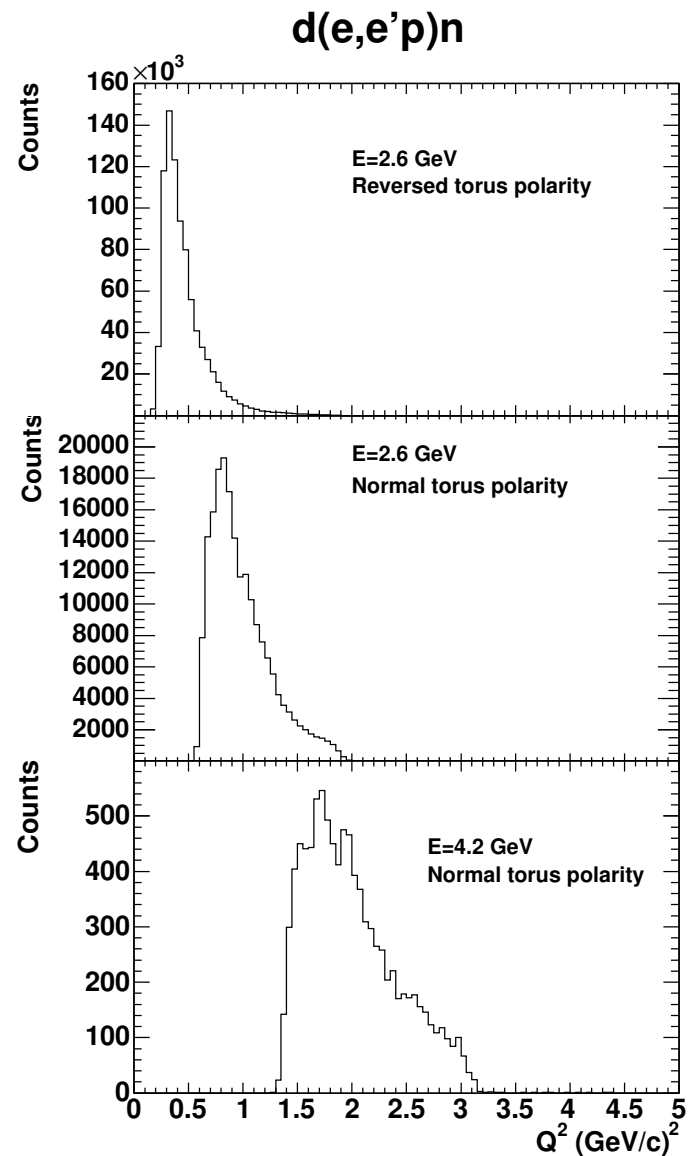 d(e,e'p)n
×10³
Counts
160
140
120
100
80
60
40
20
E=2.6 GeV
Reversed torus polarity
Counts
20000
18000
16000
14000
12000
10000
8000
6000
4000
2000
E=2.6 GeV
Normal torus polarity
Counts
500
400
300
200
100
0
E=4.2 GeV
Normal torus polarity
0 0.5 1 1.5 2 2.5 3 3.5 4 4.5 5
Q² (GeV/c)²